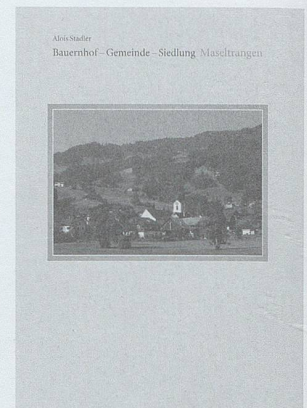 Alois Stadler
Bauernhof – Gemeinde – Siedlung Maseltrangen